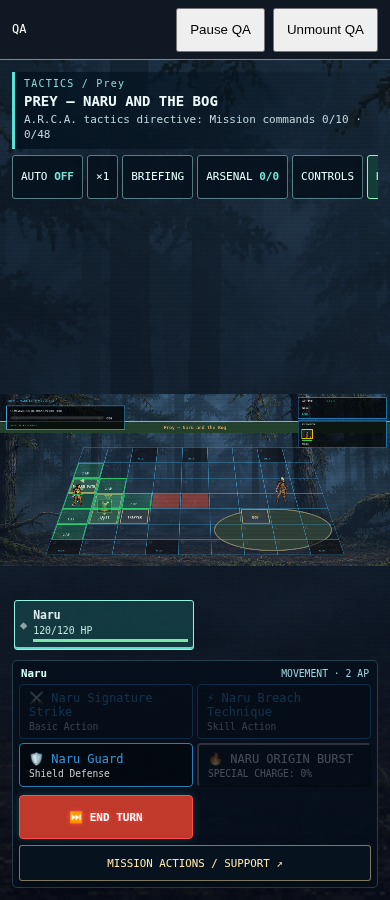 QA
Pause QA
Unmount QA
TACTICS / Prey
PREY — NARU AND THE BOG
A.R.C.A. tactics directive: Mission commands 0/10 ·
0/48
AUTO OFF
×1
BRIEFING
ARSENAL 0/0
CONTROLS
Prey — Naru and the Bog
BOG
Naru
120/120 HP
Naru
MOVEMENT · 2 AP
⚔️ Naru Signature
Strike
Basic Action
⚡ Naru Breach
Technique
Skill Action
🛡️ Naru Guard
Shield Defense
🔥 NARU ORIGIN BURST
SPECIAL CHARGE: 0%
⏩ END TURN
MISSION ACTIONS / SUPPORT ↗